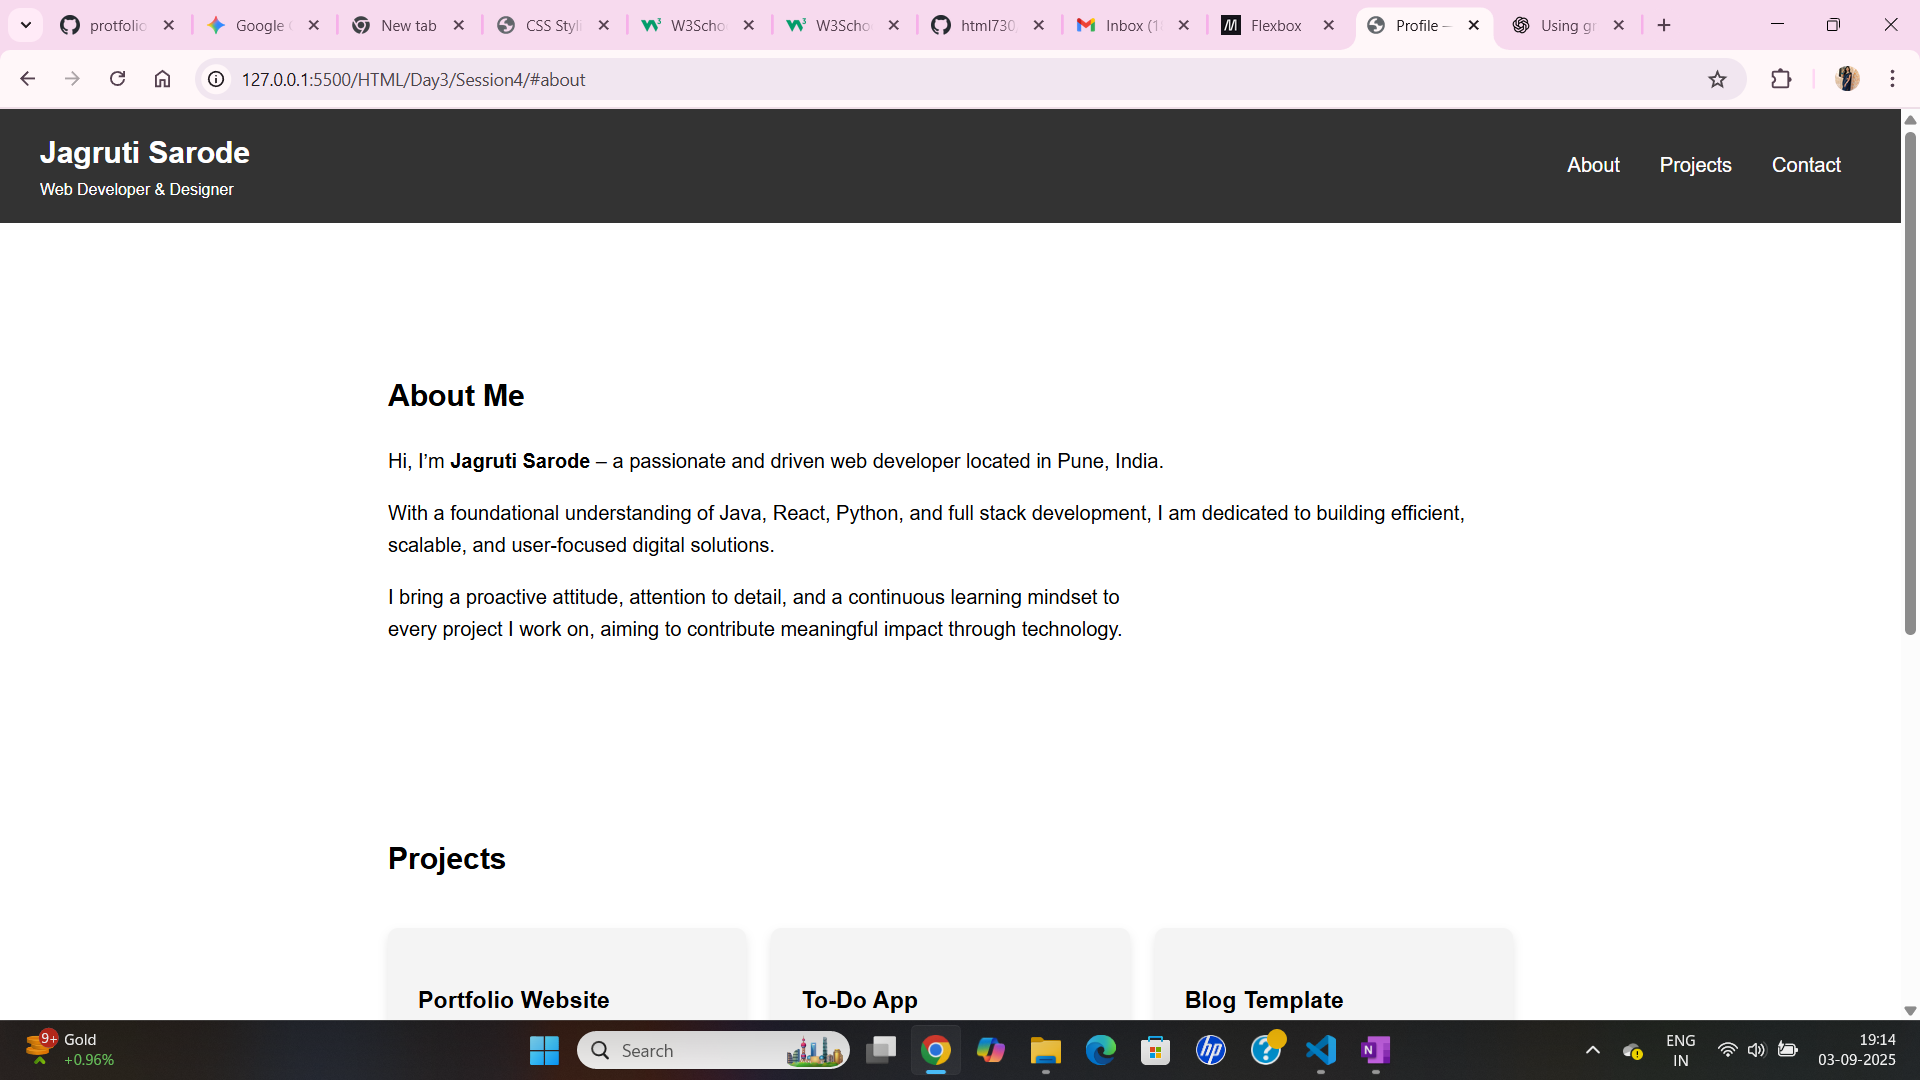 protfolio
Google
New tab
CSS Styli
W3Scho
W3Scho
html730
Inbox (1
Flexbox
Profile –
Using gr
127.0.0.1:5500/HTML/Day3/Session4/#about
Jagruti Sarode
Web Developer & Designer
About Projects Contact
About Me
Hi, I’m Jagruti Sarode – a passionate and driven web developer located in Pune, India.
With a foundational understanding of Java, React, Python, and full stack development, I am dedicated to building efficient,
scalable, and user-focused digital solutions.
I bring a proactive attitude, attention to detail, and a continuous learning mindset to
every project I work on, aiming to contribute meaningful impact through technology.
Projects
Portfolio Website
To-Do App
Blog Template
9+
Gold
+0.96%
Search
hp
ENG
IN
19:14
03-09-2025